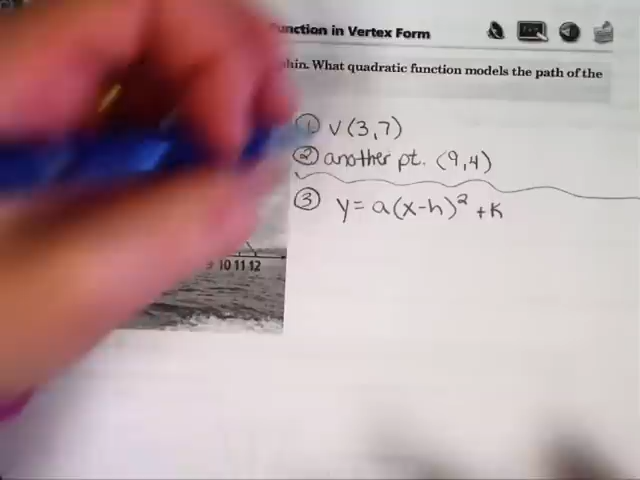 unction in Vertex Form
hin. What quadratic function models the path of the
① V(3,7)
② another pt. (9,4)
③ y=a(x-h)²+k
10 11 12